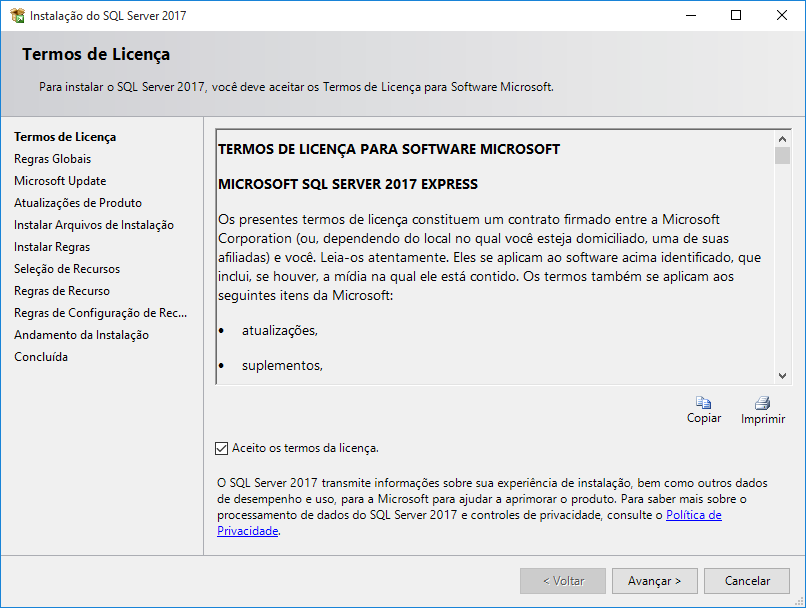 Instalação do SQL Server 2017
Termos de Licença
Para instalar o SQL Server 2017, você deve aceitar os Termos de Licença para Software Microsoft.
Termos de Licença
Regras Globais
Microsoft Update
Atualizações de Produto
Instalar Arquivos de Instalação
Instalar Regras
Seleção de Recursos
Regras de Recurso
Regras de Configuração de Rec...
Andamento da Instalação
Concluída
TERMOS DE LICENÇA PARA SOFTWARE MICROSOFT
MICROSOFT SQL SERVER 2017 EXPRESS
Os presentes termos de licença constituem um contrato firmado entre a Microsoft
Corporation (ou, dependendo do local no qual você esteja domiciliado, uma de suas
afiliadas) e você. Leia-os atentamente. Eles se aplicam ao software acima identificado, que
inclui, se houver, a mídia na qual ele está contido. Os termos também se aplicam aos
seguintes itens da Microsoft:
• atualizações,
• suplementos,
Copiar
Imprimir
Aceito os termos da licença.
O SQL Server 2017 transmite informações sobre sua experiência de instalação, bem como outros dados
de desempenho e uso, para a Microsoft para ajudar a aprimorar o produto. Para saber mais sobre o
processamento de dados do SQL Server 2017 e controles de privacidade, consulte o Política de
Privacidade.
< Voltar
Avançar >
Cancelar